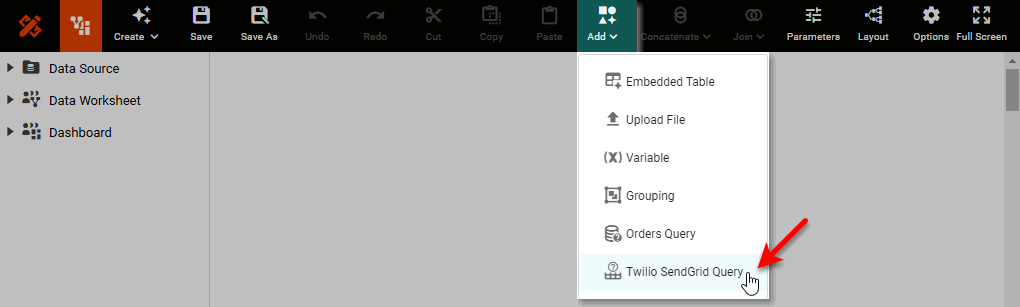 Create
Save
Save As
Undo
Redo
Cut
Copy
Paste
Add
Concatenate
Join
Parameters
Layout
Options
Full Screen
Data Source
Data Worksheet
Dashboard
Embedded Table
Upload File
(X) Variable
Grouping
Orders Query
Twilio SendGrid Query